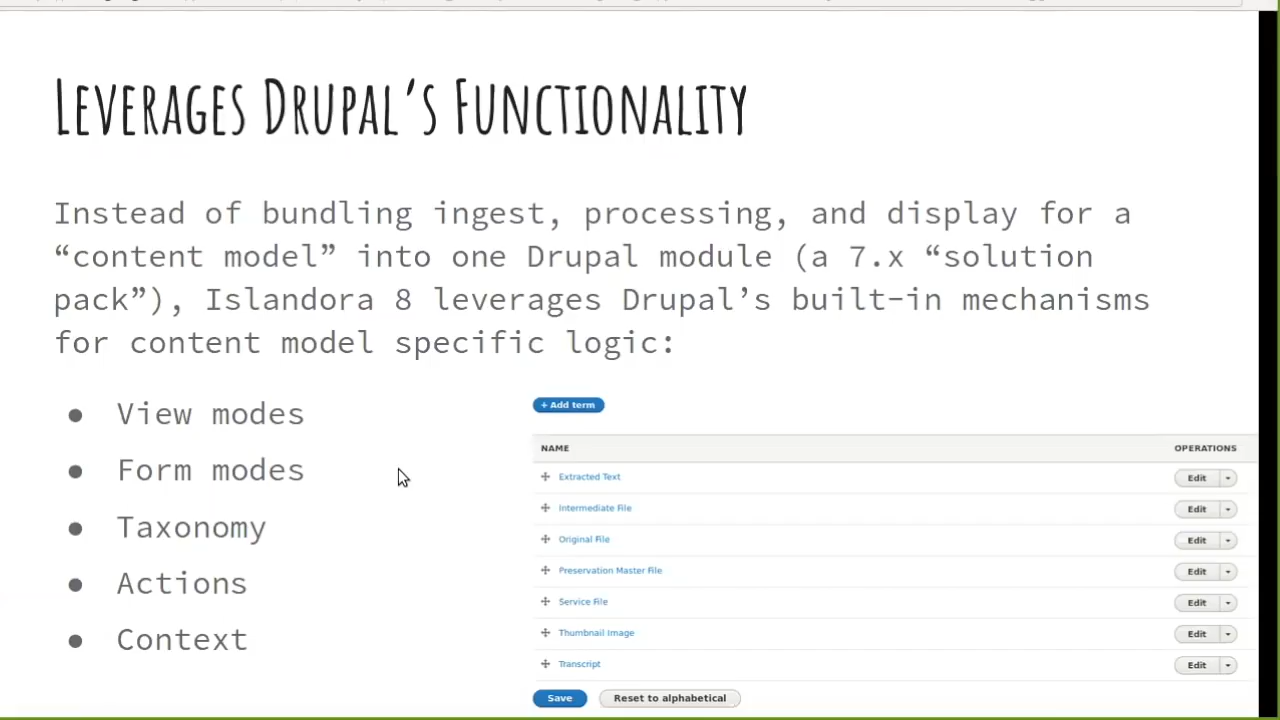 Leverages Drupal's Functionality
Instead of bundling ingest, processing, and display for a
“content model” into one Drupal module (a 7.x “solution
pack”), Islandora 8 leverages Drupal’s built-in mechanisms
for content model specific logic:
● View modes
● Form modes
● Taxonomy
● Actions
● Context
+ Add term
NAME OPERATIONS
Extracted Text Edit
Intermediate File Edit
Original File Edit
Preservation Master File Edit
Service File Edit
Thumbnail Image Edit
Transcript Edit
Save Reset to alphabetical